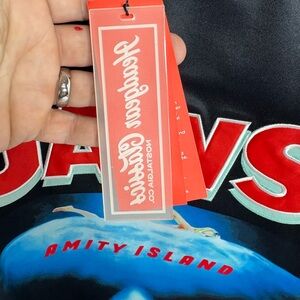 Headgear Classics
NOSTALGIA CO.
JAWS
AMITY ISLAND